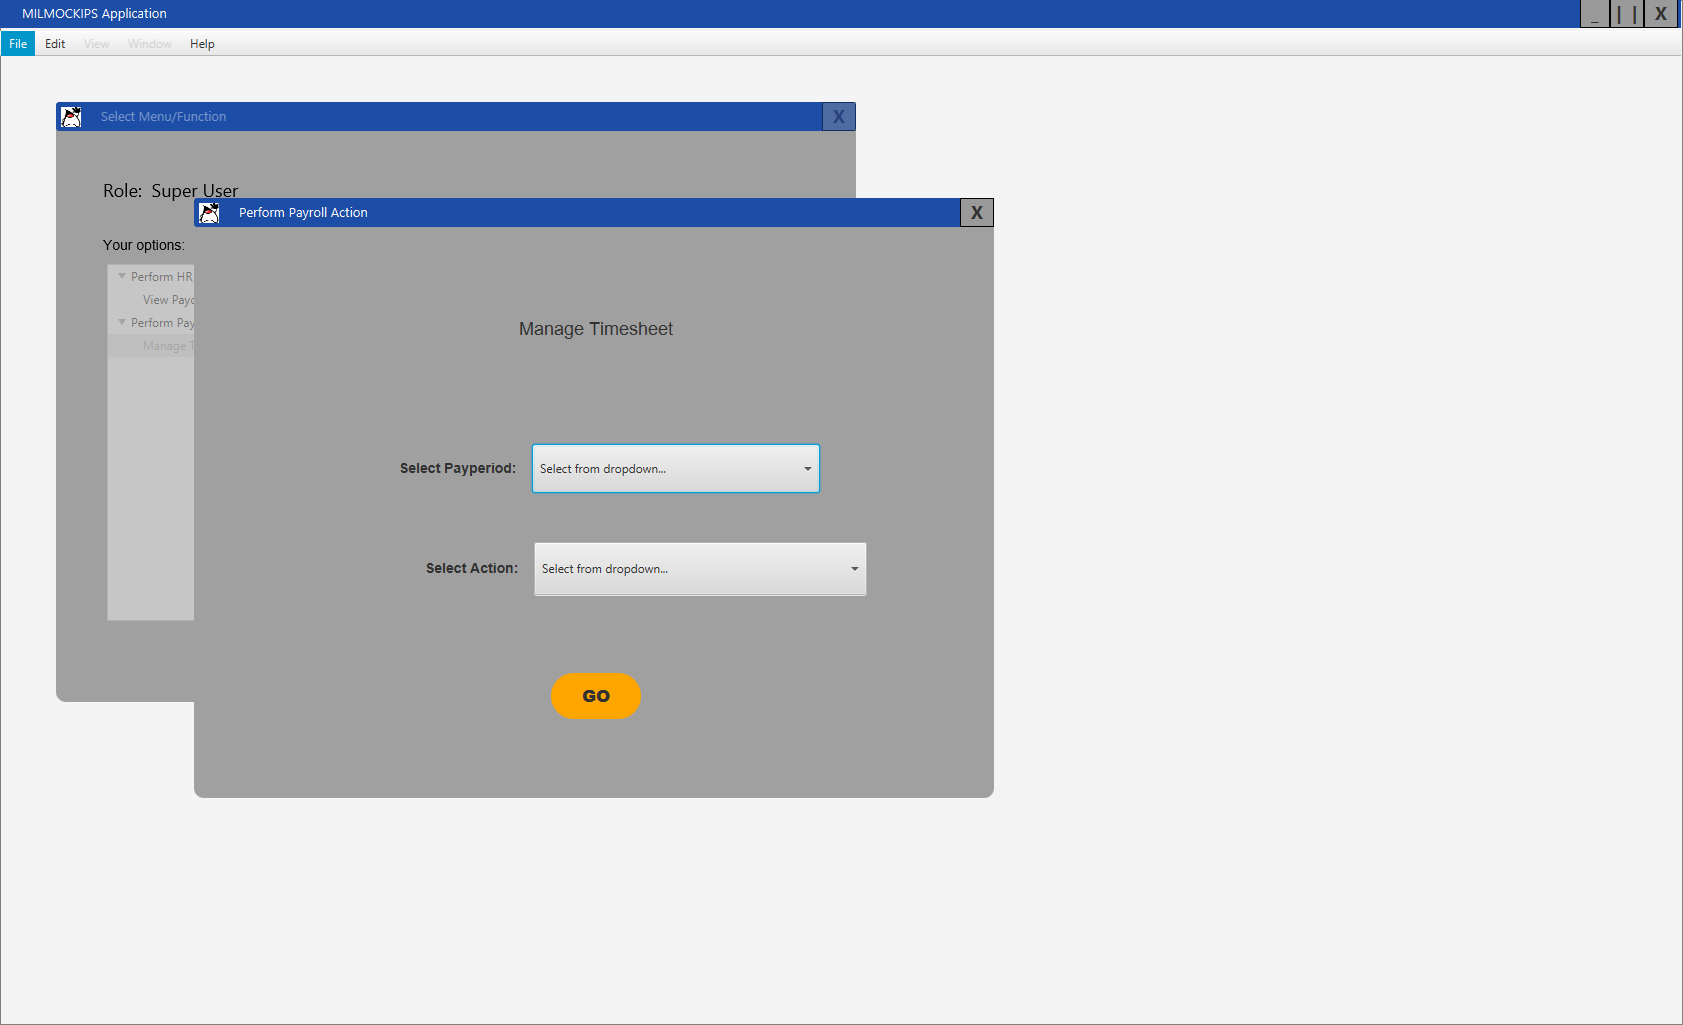 MILMOCKIPS Application
_ | | X
File Edit View Window Help
Select Menu/Function X
Role: Super User
Perform Payroll Action X
Your options:
Perform HR
View Payc
Perform Pay
Manage T
Manage Timesheet
Select Payperiod: Select from dropdown...
Select Action: Select from dropdown...
GO